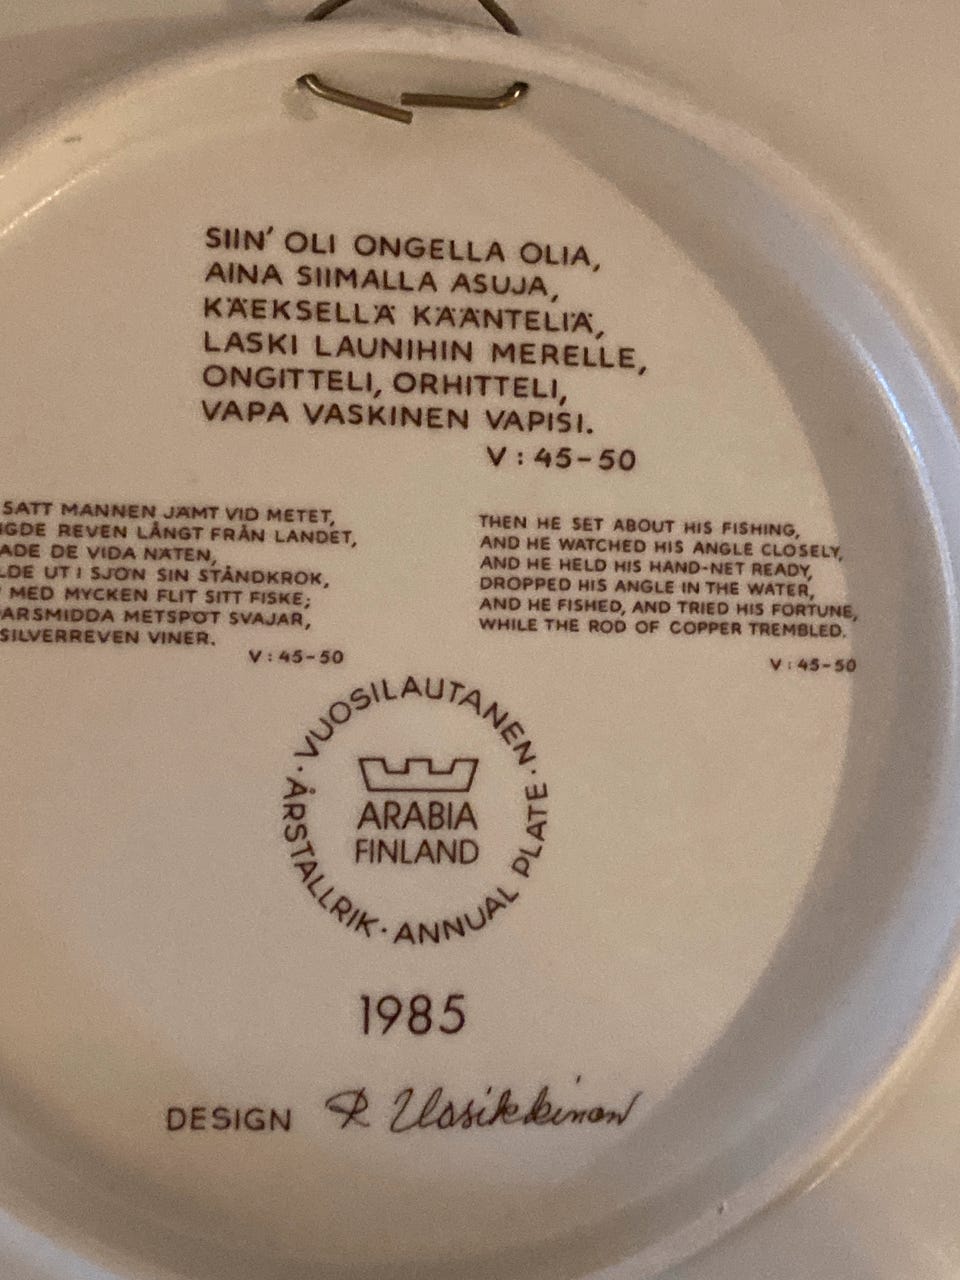 SIIN' OLI ONGELLA OLIA,
AINA SIIMALLA ASUJA,
KÄEKSELLÄ KÄÄNTELIÄ,
LASKI LAUNIHIN MERELLE,
ONGITTELI, ORHITTELI,
VAPA VASKINEN VAPISI.
V : 45-50
SATT MANNEN JÄMT VID METET,
REVEN LÅNGT FRÅN LANDET,
DE VIDA NÄTEN,
UT I SJÖN SIN STÅNDKROK,
MED MYCKEN FLIT SITT FISKE;
METSPÖT SVAJAR,
SILVERREVEN VINER.
V : 45-50
THEN HE SET ABOUT HIS FISHING,
AND HE WATCHED HIS ANGLE CLOSELY,
AND HE HELD HIS HAND-NET READY,
DROPPED HIS ANGLE IN THE WATER,
AND HE FISHED, AND TRIED HIS FORTUNE,
WHILE THE ROD OF COPPER TREMBLED.
V : 45-50
· VUOSILAUTANEN · ANNUAL PLATE · ÅRSTALLRIK
ARABIA
FINLAND
1985
DESIGN R Uosikkinen